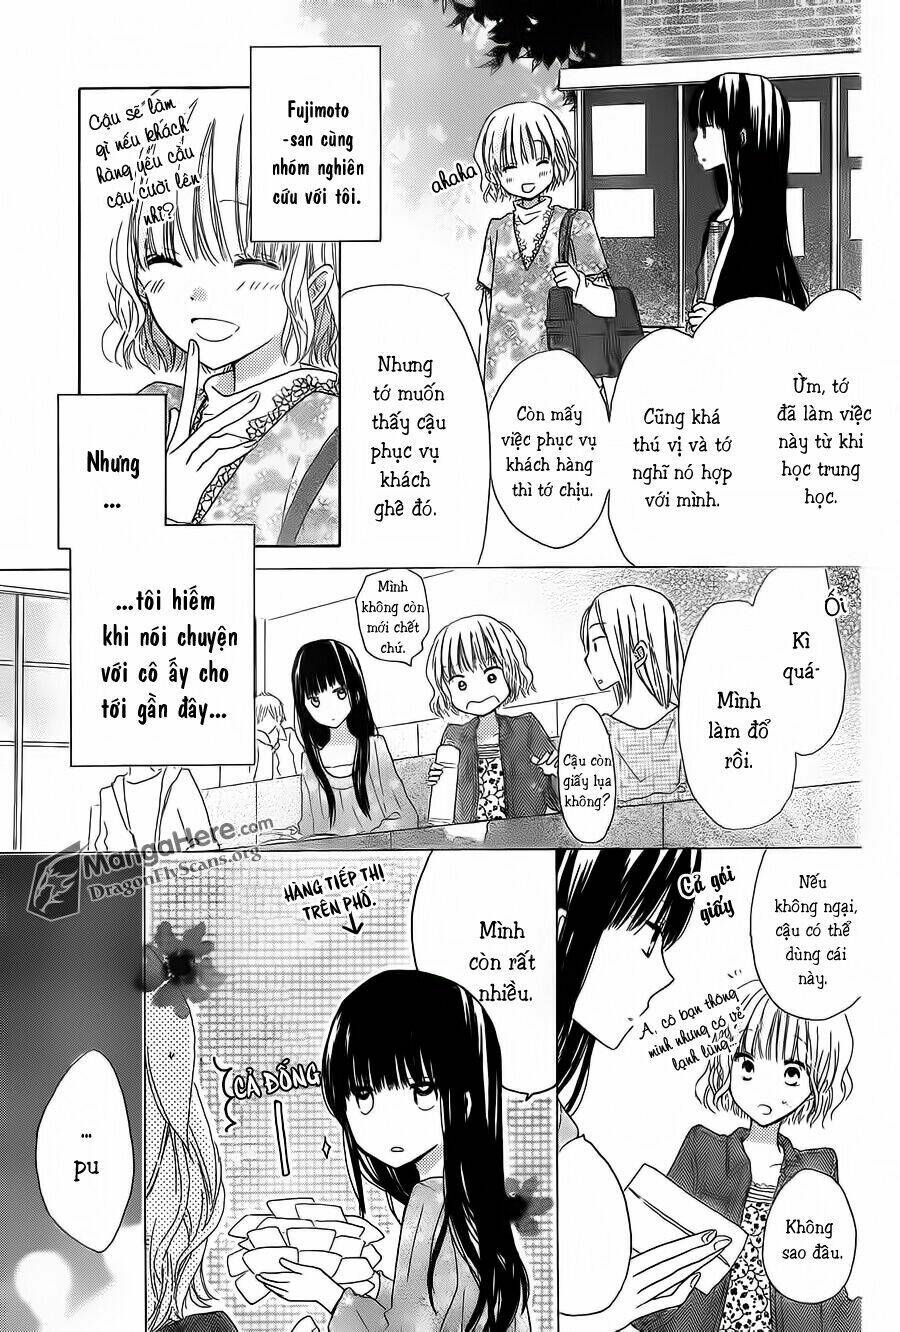 Ừm, tớ
đã làm việc
này từ khi
học trung
học.
Cũng khá
thú vị và tớ
nghĩ nó hợp
với mình.
Còn mấy
việc phục vụ
khách hàng
thì tớ chịu.
ahaha
Nhưng
tớ muốn
thấy cậu
phục vụ
khách
ghê đó.
Fujimoto
-san cùng
nhóm nghiên
cứu với tôi.
Cậu sẽ làm
gì nếu khách
hàng yêu cầu
cậu cười lên
nhỉ?
Nhưng
...
...tôi hiếm
khi nói chuyện
với cô ấy cho
tới gần đây...
Ối
Kì
quá-
Mình
làm đổ
rồi.
Cậu còn
giấy lụa
không?
Mình
không còn
mới chết
chứ.
Nếu
không ngại,
cậu có thể
dùng cái
này.
Cả gói
giấy
A, cô bạn thông
minh nhưng có vẻ
lạnh lùng...
Không
sao đâu.
Mình
còn rất
nhiều.
HÀNG TIẾP THỊ
TRÊN PHỐ.
CẢ ĐỐNG
...
pu
MangaHere.com
DragonFlyScans.org